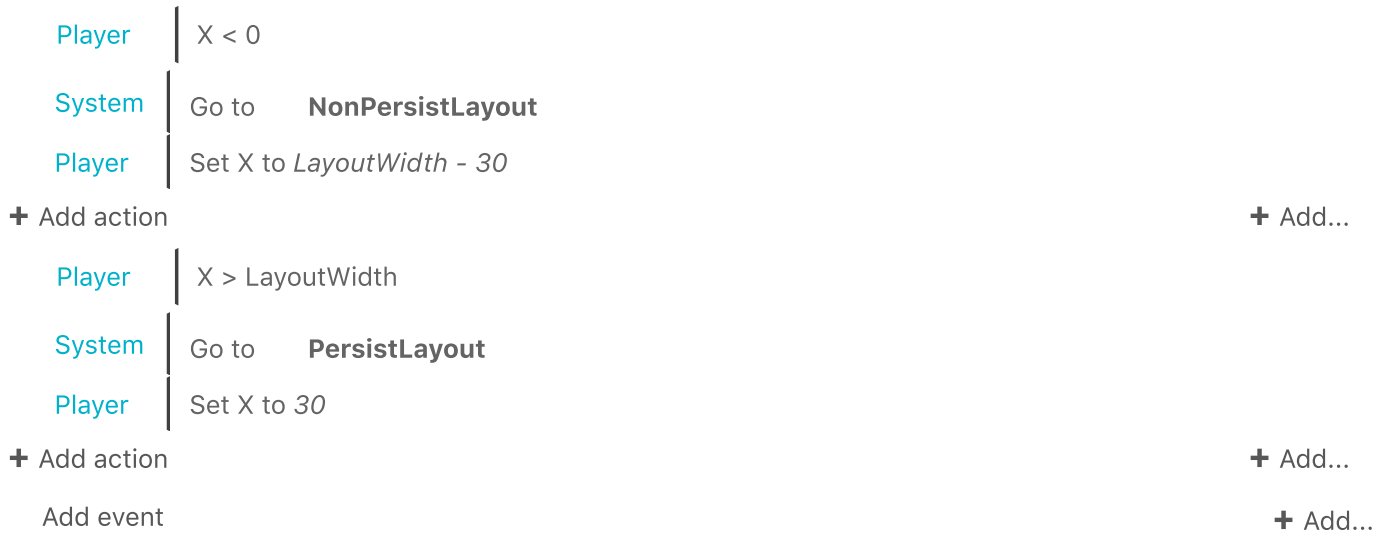 Player X < 0
System Go to NonPersistLayout
Player Set X to LayoutWidth - 30
+ Add action + Add...
Player X > LayoutWidth
System Go to PersistLayout
Player Set X to 30
+ Add action + Add...
Add event + Add...